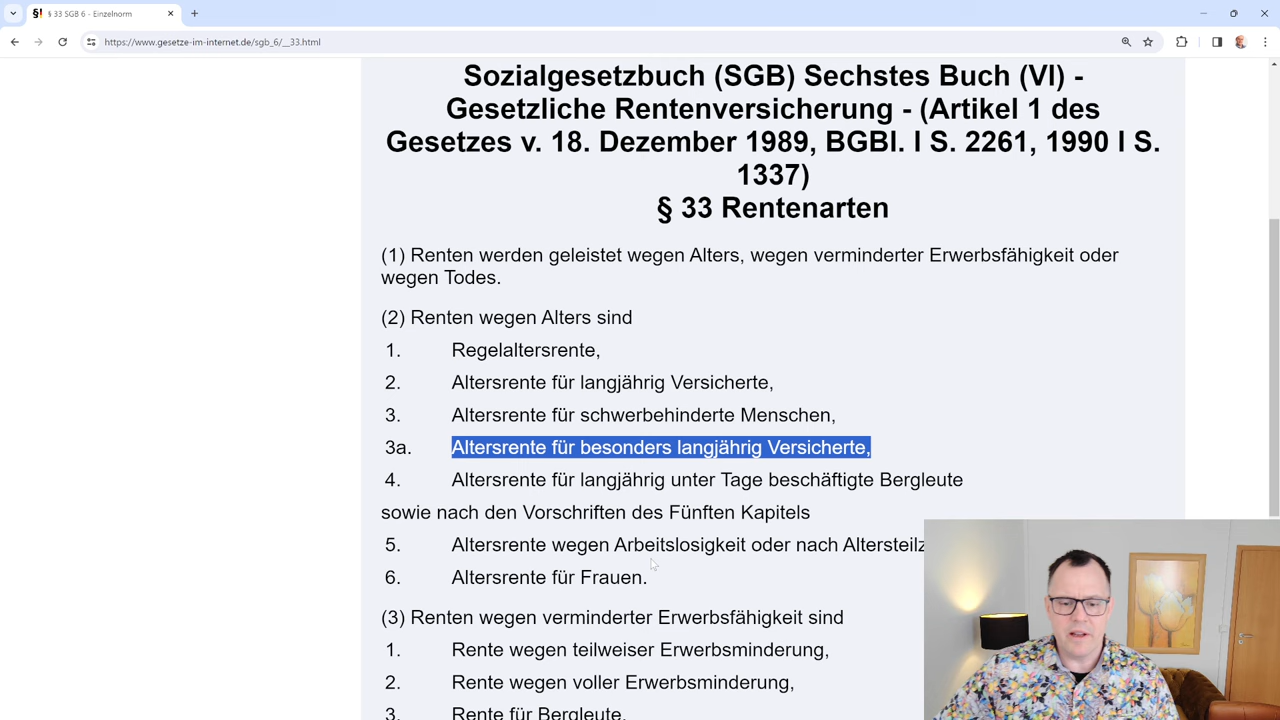 § 33 SGB 6 - Einzelnorm
https://www.gesetze-im-internet.de/sgb_6/__33.html
Sozialgesetzbuch (SGB) Sechstes Buch (VI) -
Gesetzliche Rentenversicherung - (Artikel 1 des
Gesetzes v. 18. Dezember 1989, BGBl. I S. 2261, 1990 I S.
1337)
§ 33 Rentenarten
(1) Renten werden geleistet wegen Alters, wegen verminderter Erwerbsfähigkeit oder
wegen Todes.
(2) Renten wegen Alters sind
1. Regelaltersrente,
2. Altersrente für langjährig Versicherte,
3. Altersrente für schwerbehinderte Menschen,
3a. Altersrente für besonders langjährig Versicherte,
4. Altersrente für langjährig unter Tage beschäftigte Bergleute
sowie nach den Vorschriften des Fünften Kapitels
5. Altersrente wegen Arbeitslosigkeit oder nach Altersteilz
6. Altersrente für Frauen.
(3) Renten wegen verminderter Erwerbsfähigkeit sind
1. Rente wegen teilweiser Erwerbsminderung,
2. Rente wegen voller Erwerbsminderung,
3. Rente für Bergleute,